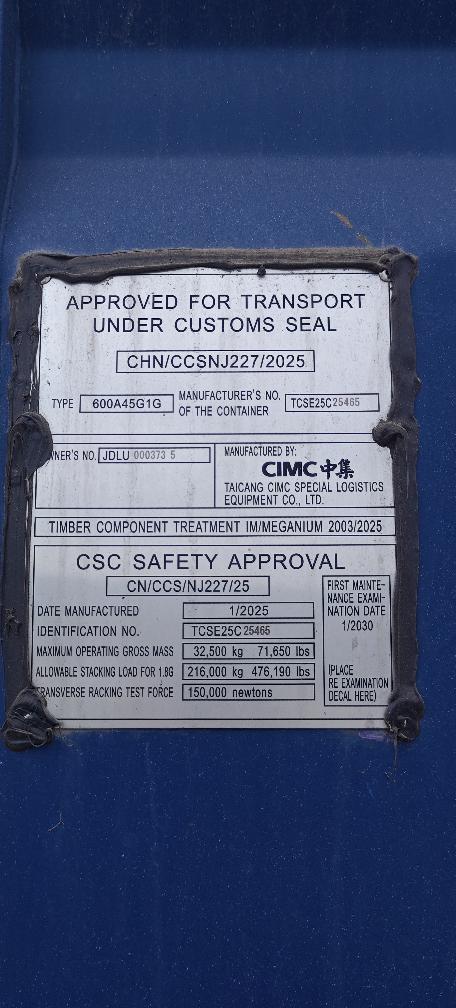 APPROVED FOR TRANSPORT
UNDER CUSTOMS SEAL
CHN/CCSNJ227/2025
TYPE 600A45G1G MANUFACTURER'S NO. OF THE CONTAINER TCSE25C25465
NER'S NO. JDLU 000373 5
MANUFACTURED BY:
CIMC中集
TAICANG CIMC SPECIAL LOGISTICS
EQUIPMENT CO., LTD.
TIMBER COMPONENT TREATMENT IM/MEGANIUM 2003/2025
CSC SAFETY APPROVAL
CN/CCS/NJ227/25
DATE MANUFACTURED 1/2025
IDENTIFICATION NO. TCSE25C25465
MAXIMUM OPERATING GROSS MASS 32,500 kg 71,650 lbs
ALLOWABLE STACKING LOAD FOR 1.8G 216,000 kg 476,190 lbs
RANSVERSE RACKING TEST FORCE 150,000 newtons
FIRST MAINTE-
NANCE EXAMI-
NATION DATE
1/2030
(PLACE
RE EXAMINATION
DECAL HERE)